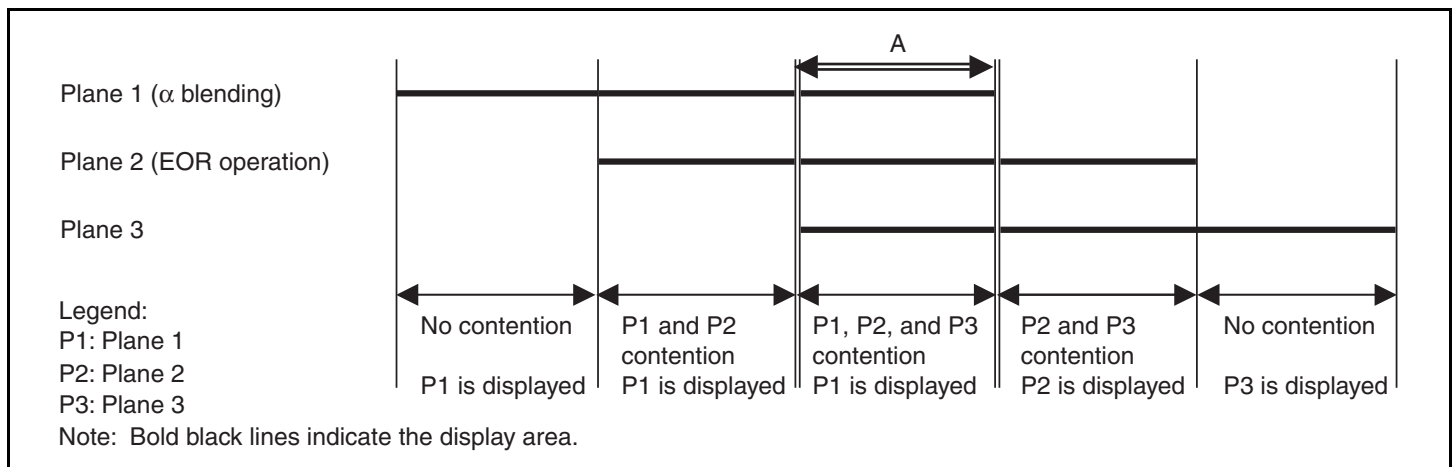 A
Plane 1 (α blending)
Plane 2 (EOR operation)
Plane 3
Legend:
P1: Plane 1
P2: Plane 2
P3: Plane 3
No contention
P1 is displayed
P1 and P2
contention
P1 is displayed
P1, P2, and P3
contention
P1 is displayed
P2 and P3
contention
P2 is displayed
No contention
P3 is displayed
Note: Bold black lines indicate the display area.